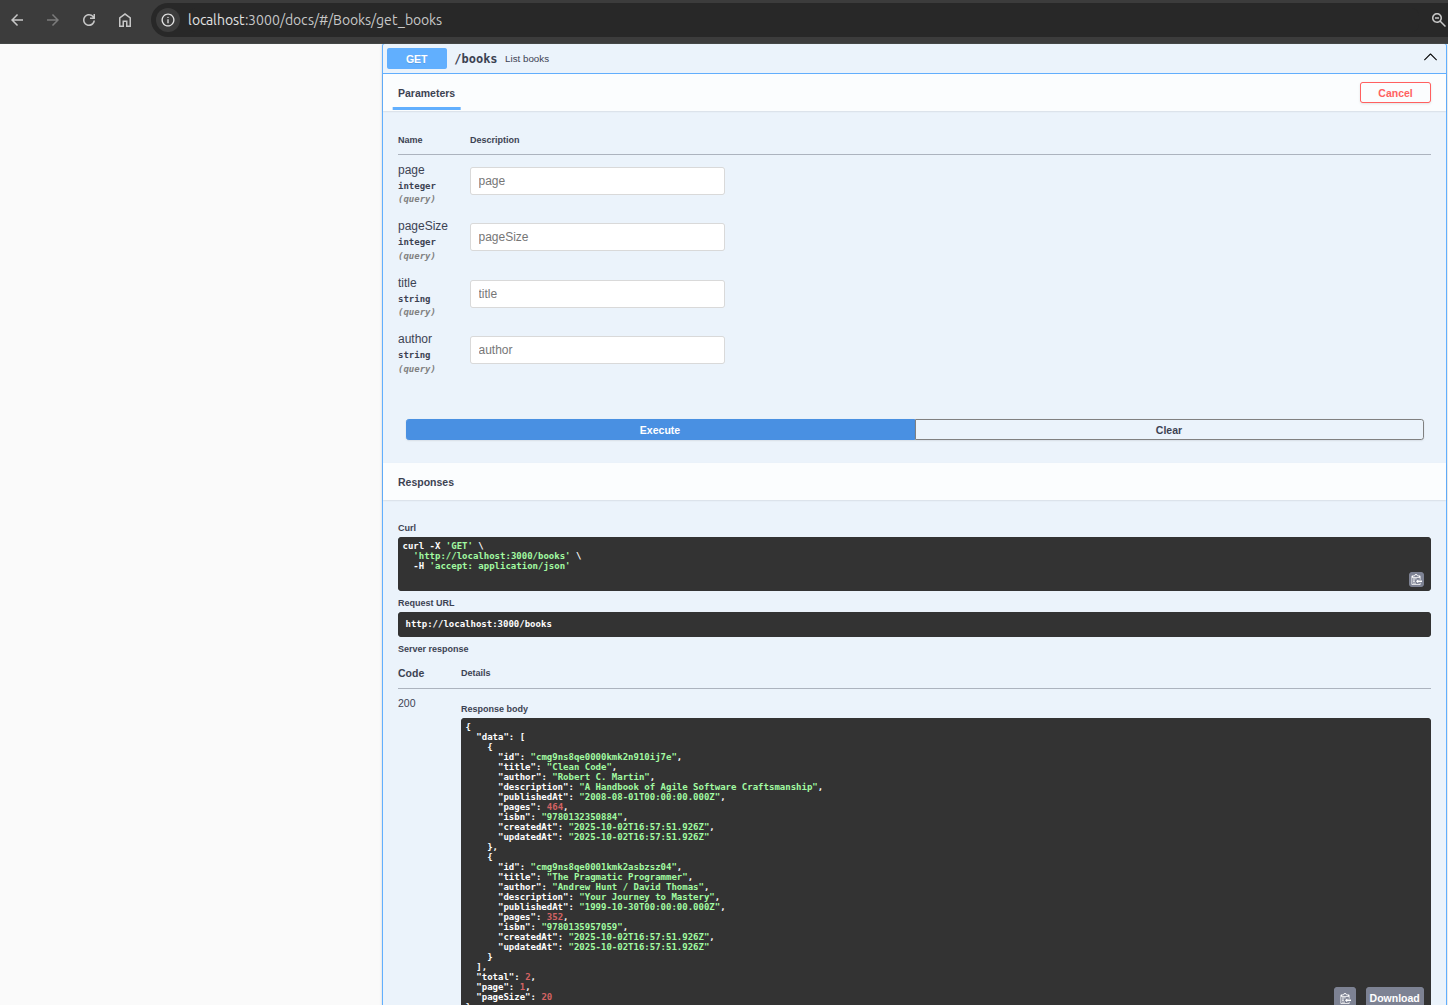 localhost:3000/docs/#/Books/get_books
GET /books List books
Parameters
Cancel
Name Description
page
integer
(query)
page
pageSize
integer
(query)
pageSize
title
string
(query)
title
author
string
(query)
author
Execute
Clear
Responses
Curl
curl -X 'GET' \
'http://localhost:3000/books' \
-H 'accept: application/json'
Request URL
http://localhost:3000/books
Server response
Code Details
200
Response body
{
"data": [
{
"id": "cmg9ns8qe0000kmk2n910ij7e",
"title": "Clean Code",
"author": "Robert C. Martin",
"description": "A Handbook of Agile Software Craftsmanship",
"publishedAt": "2008-08-01T00:00:00.000Z",
"pages": 464,
"isbn": "9780132350884",
"createdAt": "2025-10-02T16:57:51.926Z",
"updatedAt": "2025-10-02T16:57:51.926Z"
},
{
"id": "cmg9ns8qe0001kmk2asbzsz04",
"title": "The Pragmatic Programmer",
"author": "Andrew Hunt / David Thomas",
"description": "Your Journey to Mastery",
"publishedAt": "1999-10-30T00:00:00.000Z",
"pages": 352,
"isbn": "9780135957059",
"createdAt": "2025-10-02T16:57:51.926Z",
"updatedAt": "2025-10-02T16:57:51.926Z"
}
],
"total": 2,
"page": 1,
"pageSize": 20
Download